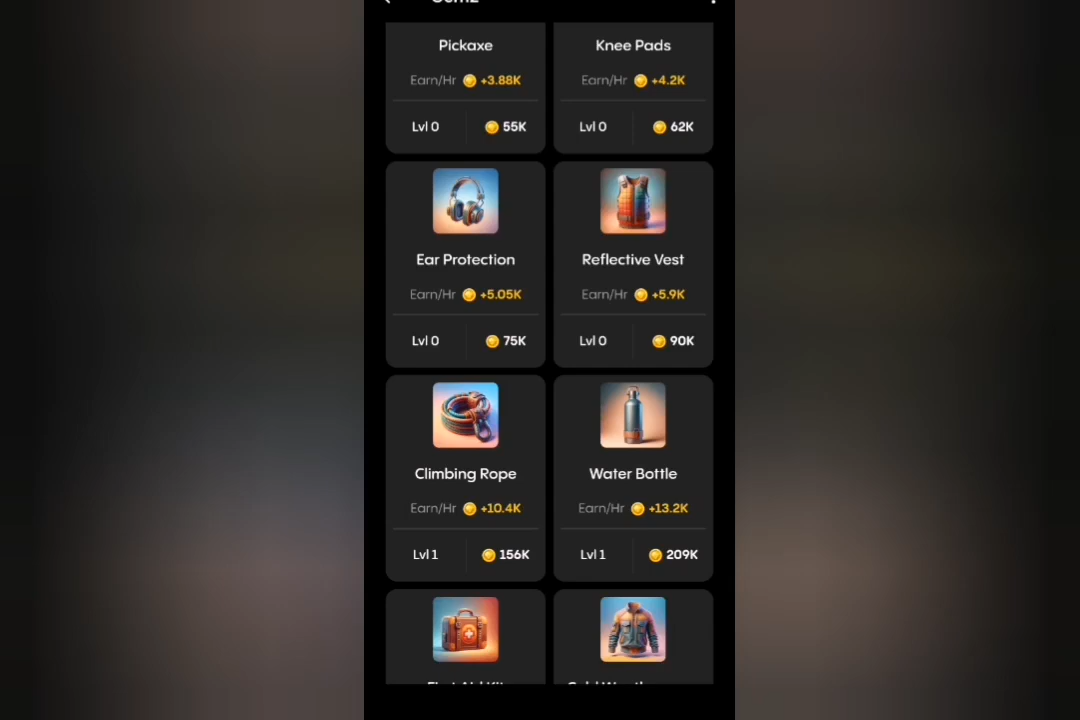 Pickaxe
Knee Pads
Earn/Hr +3.88K
Earn/Hr +4.2K
Lvl 0 55K
Lvl 0 62K
Ear Protection
Reflective Vest
Earn/Hr +5.05K
Earn/Hr +5.9K
Lvl 0 75K
Lvl 0 90K
Climbing Rope
Water Bottle
Earn/Hr +10.4K
Earn/Hr +13.2K
Lvl 1 156K
Lvl 1 209K